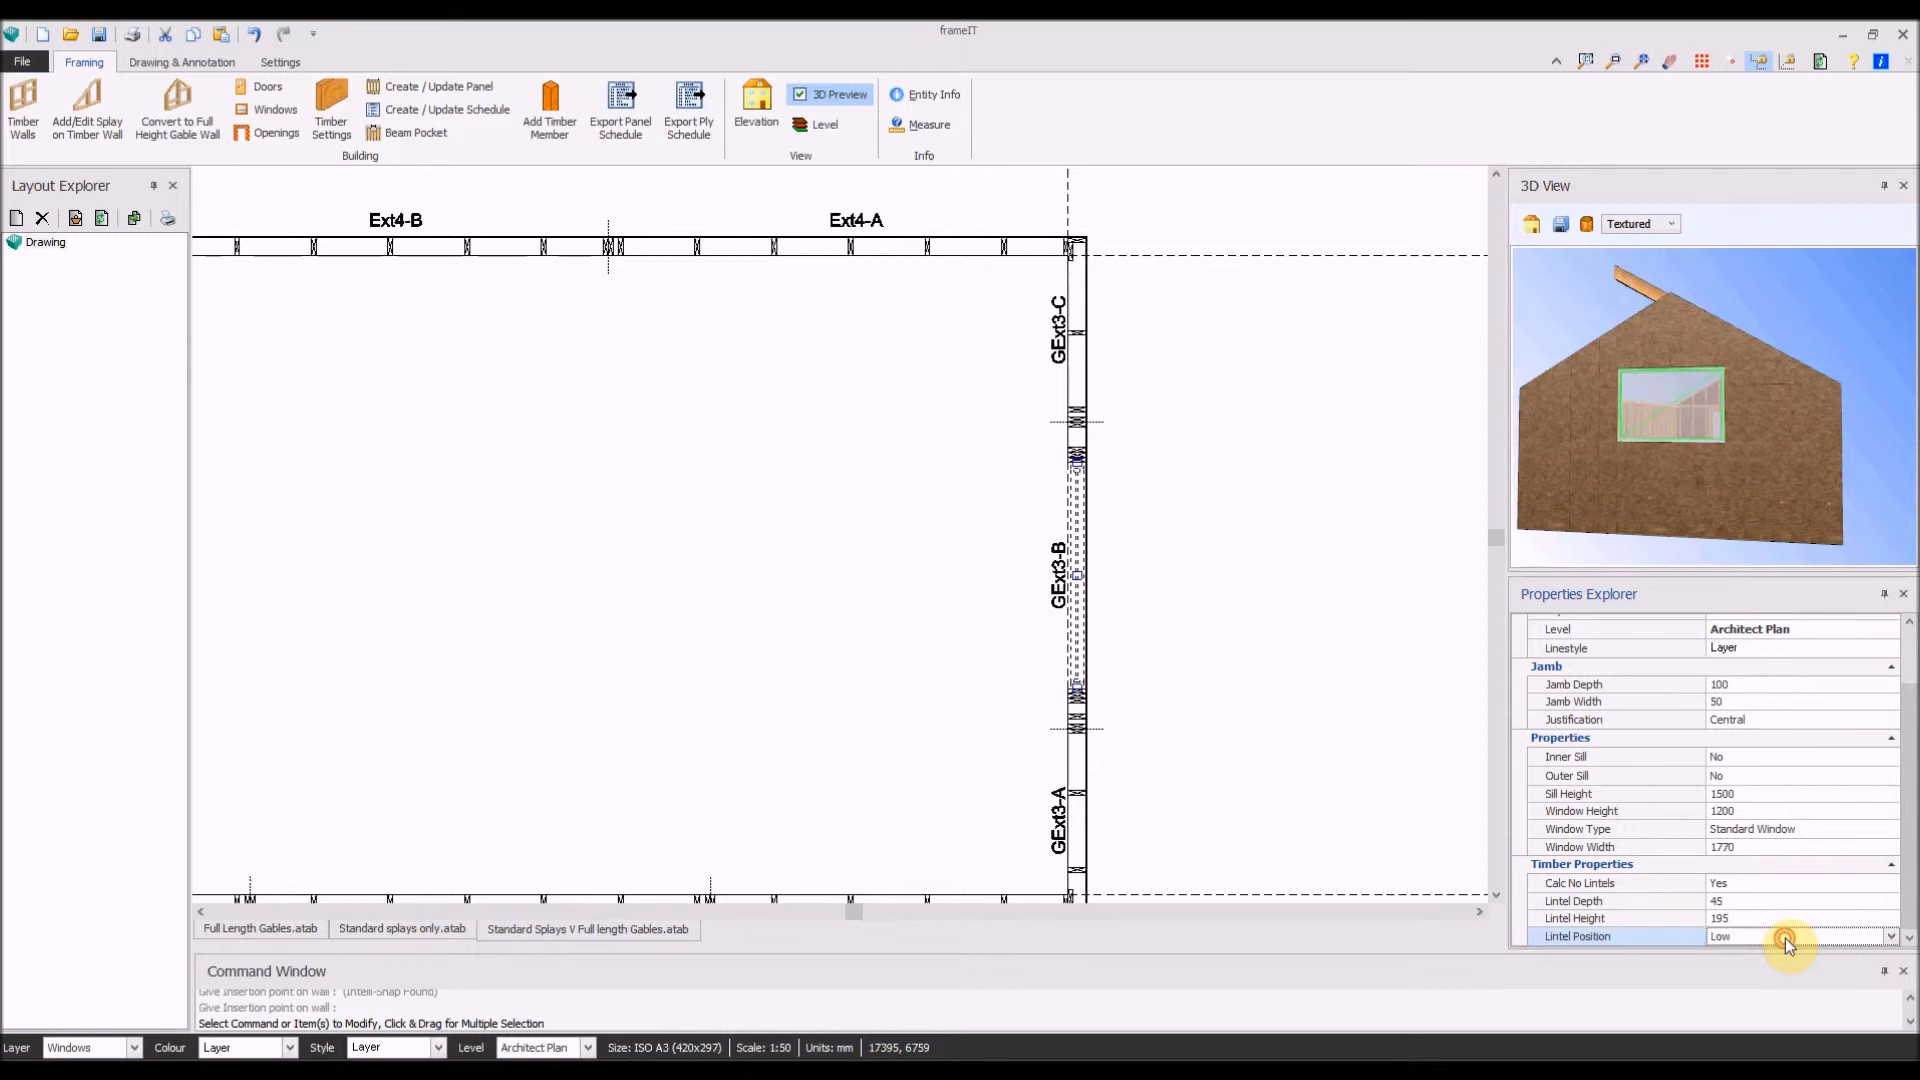 frameIT
File Framing Drawing & Annotation Settings
Timber Walls
Add/Edit Splay on Timber Wall
Convert to Full Height Gable Wall
Doors
Windows
Openings
Timber Settings
Create / Update Panel
Create / Update Schedule
Beam Pocket
Add Timber Member
Export Panel Schedule
Export Ply Schedule
Building
Elevation
3D Preview
Level
View
Entity Info
Measure
Info
Layout Explorer
Drawing
Ext4-B
Ext4-A
GExt3-C
GExt3-B
GExt3-A
Full Length Gables.atab
Standard splays only.atab
Standard Splays V Full length Gables.atab
3D View
Textured
Properties Explorer
Level Architect Plan
Linestyle Layer
Jamb
Jamb Depth 100
Jamb Width 50
Justification Central
Properties
Inner Sill No
Outer Sill No
Sill Height 1500
Window Height 1200
Window Type Standard Window
Window Width 1770
Timber Properties
Calc No Lintels Yes
Lintel Depth 45
Lintel Height 195
Lintel Position Low
Command Window
Give Insertion point on wall : (Intelli-Snap Found)
Give Insertion point on wall :
Select Command or Item(s) to Modify, Click & Drag for Multiple Selection
Layer Windows Colour Layer Style Layer Level Architect Plan Size: ISO A3 (420x297) Scale: 1:50 Units: mm 17395, 6759